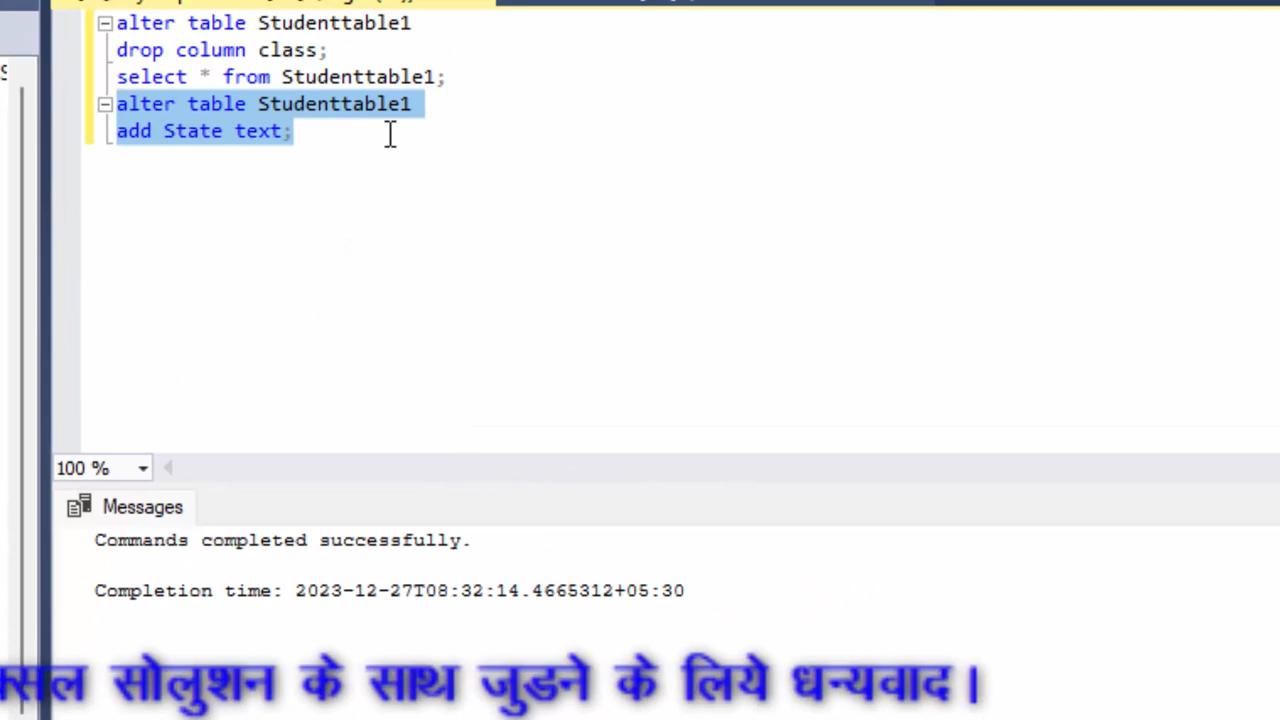 alter table Studenttable1
drop column class;
select * from Studenttable1;
alter table Studenttable1
add State text;
100 %
Messages
Commands completed successfully.
Completion time: 2023-12-27T08:32:14.4665312+05:30
सोलुशन के साथ जुडने के लिये धन्यवाद।